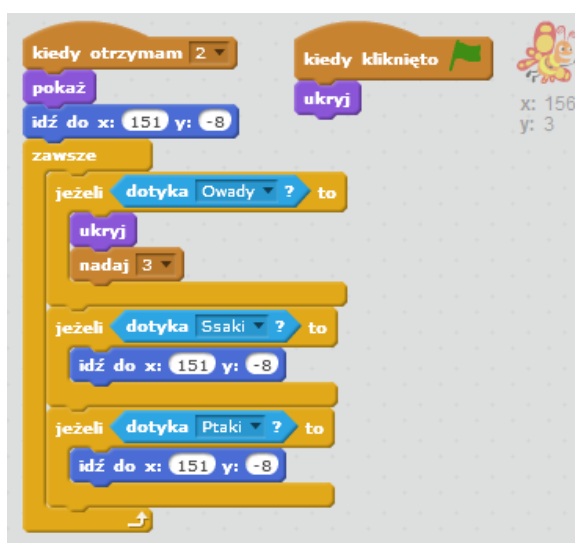 kiedy otrzymam 2
pokaż
idź do x: 151 y: -8
zawsze
jeżeli dotyka Owady ? to
ukryj
nadaj 3
jeżeli dotyka Ssaki ? to
idź do x: 151 y: -8
jeżeli dotyka Ptaki ? to
idź do x: 151 y: -8
kiedy kliknięto
ukryj
x: 156
y: 3